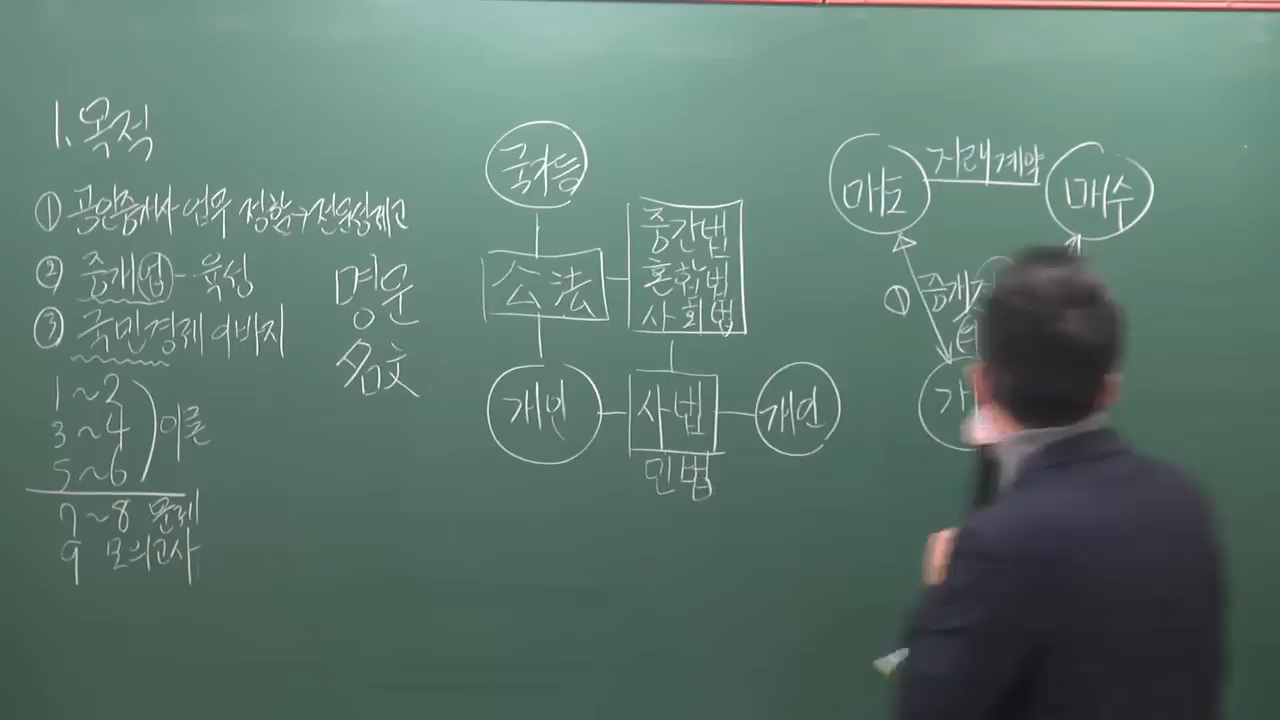 1. 목적
① 공인중개사 업무 정함→전문성제고
② 중개업 - 육성
③ 국민경제 이바지
명문
名文
1~2
3~4
5~6
이론
7~8 문제
9 모의고사
국가등
公法
중간법
혼합법
사회법
개인
사법
개인
민법
매도
거래계약
매수
①